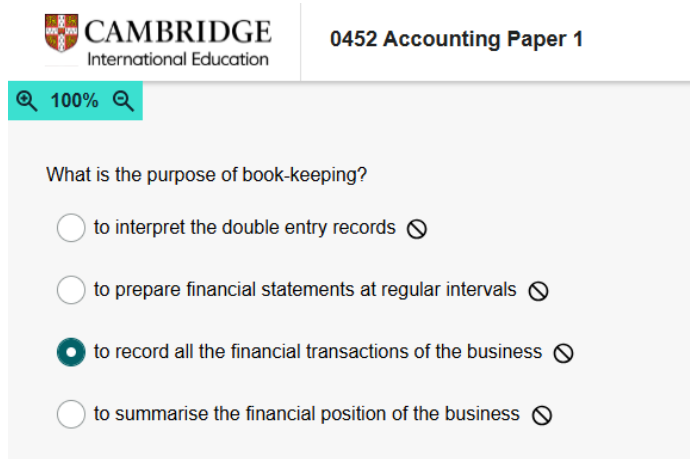 CAMBRIDGE
International Education
0452 Accounting Paper 1
100%
What is the purpose of book-keeping?
to interpret the double entry records
to prepare financial statements at regular intervals
to record all the financial transactions of the business
to summarise the financial position of the business